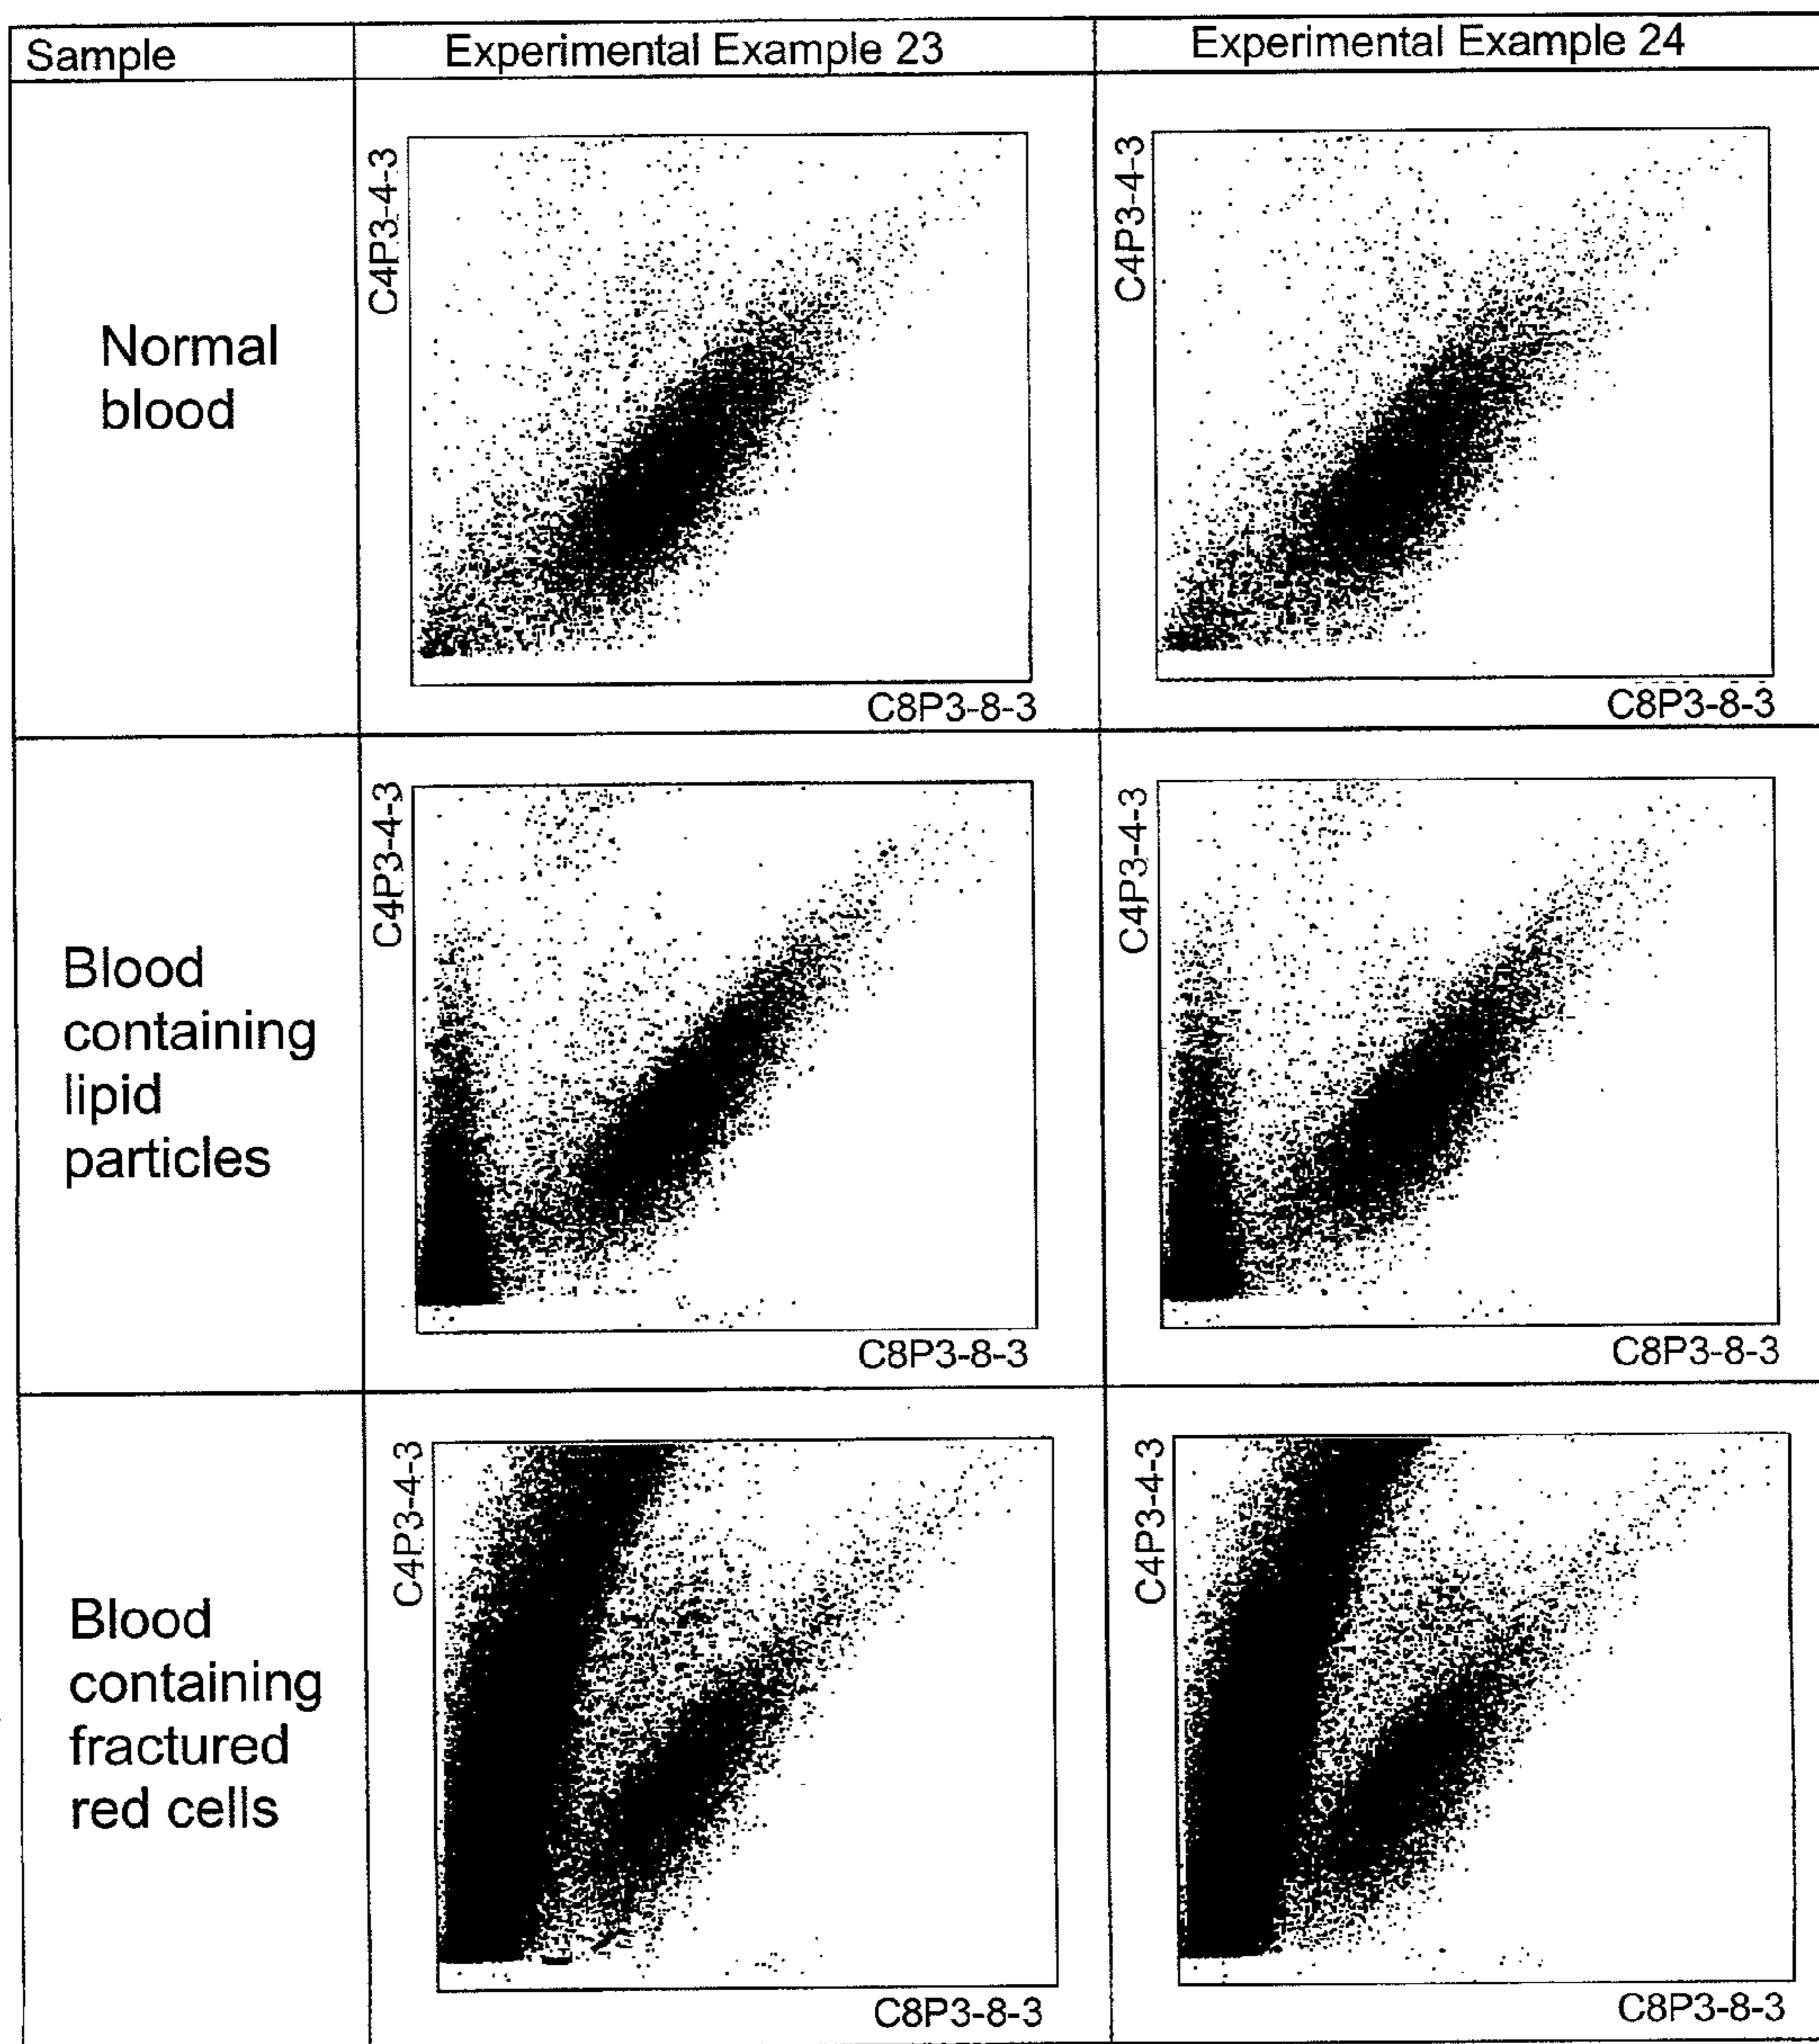 Sample
Experimental Example 23
Experimental Example 24
Normal
blood
C4P3-4-3
C8P3-8-3
C4P3-4-3
C8P3-8-3
Blood
containing
lipid
particles
C4P3-4-3
C8P3-8-3
C4P3-4-3
C8P3-8-3
Blood
containing
fractured
red cells
C4P3-4-3
C8P3-8-3
C4P3-4-3
C8P3-8-3